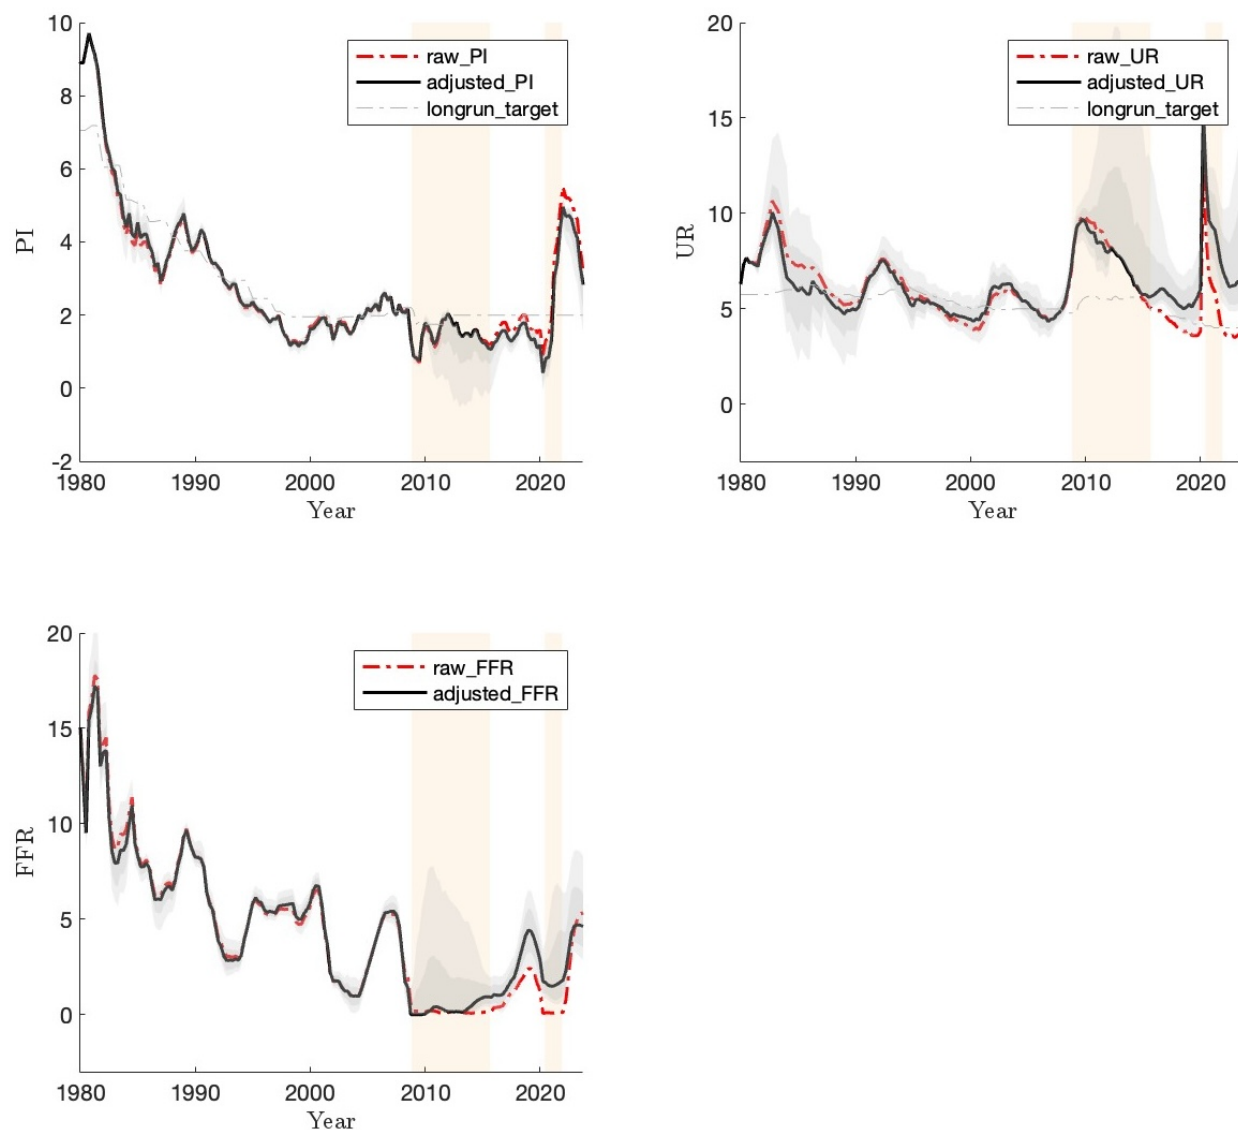 10
8
6
4
2
0
-2
PI
raw_PI
adjusted_PI
longrun_target
1980
1990
2000
2010
2020
Year
20
15
10
5
0
UR
raw_UR
adjusted_UR
longrun_target
1980
1990
2000
2010
2020
Year
20
15
10
5
0
FFR
raw_FFR
adjusted_FFR
1980
1990
2000
2010
2020
Year